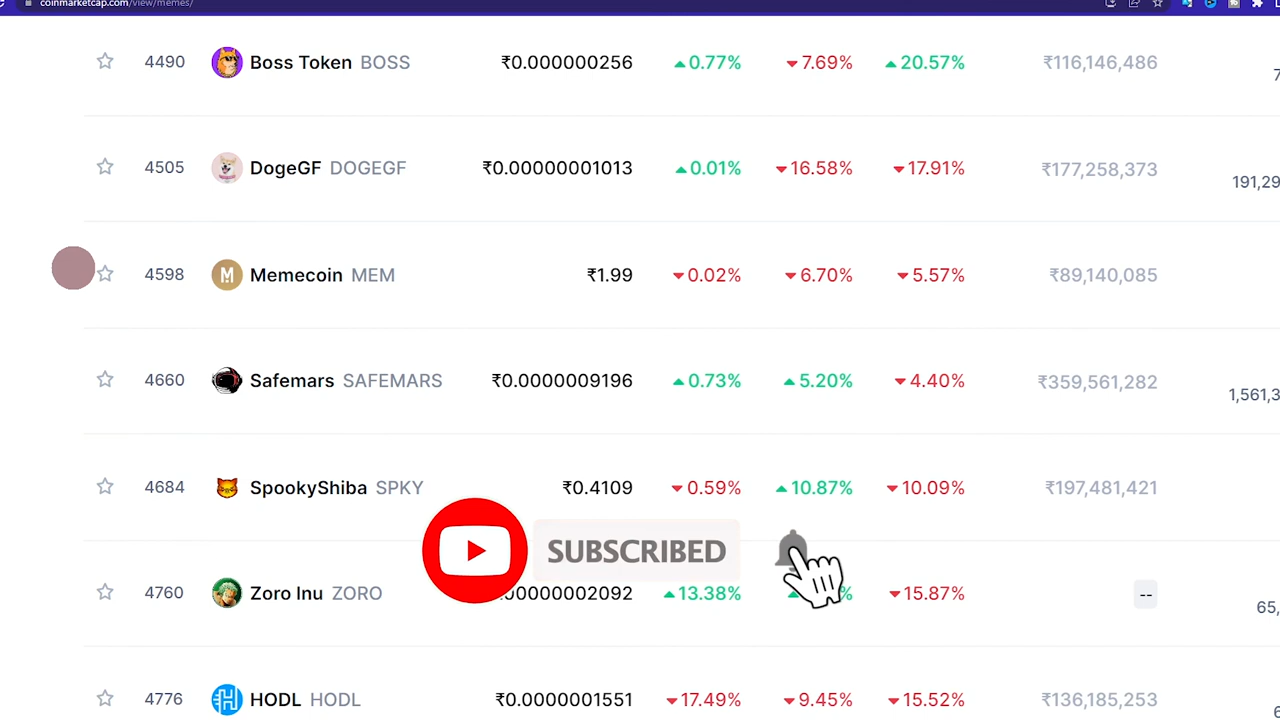 coinmarketcap.com/view/memes/
4490 Boss Token BOSS ₹0.000000256 0.77% 7.69% 20.57% ₹116,146,486
4505 DogeGF DOGEGF ₹0.00000001013 0.01% 16.58% 17.91% ₹177,258,373 191,29
4598 M Memecoin MEM ₹1.99 0.02% 6.70% 5.57% ₹89,140,085
4660 Safemars SAFEMARS ₹0.0000009196 0.73% 5.20% 4.40% ₹359,561,282 1,561,3
4684 SpookyShiba SPKY ₹0.4109 0.59% 10.87% 10.09% ₹197,481,421
SUBSCRIBED
4760 Zoro Inu ZORO 00000002092 13.38% % 15.87% -- 65,
4776 HODL HODL ₹0.0000001551 17.49% 9.45% 15.52% ₹136,185,253